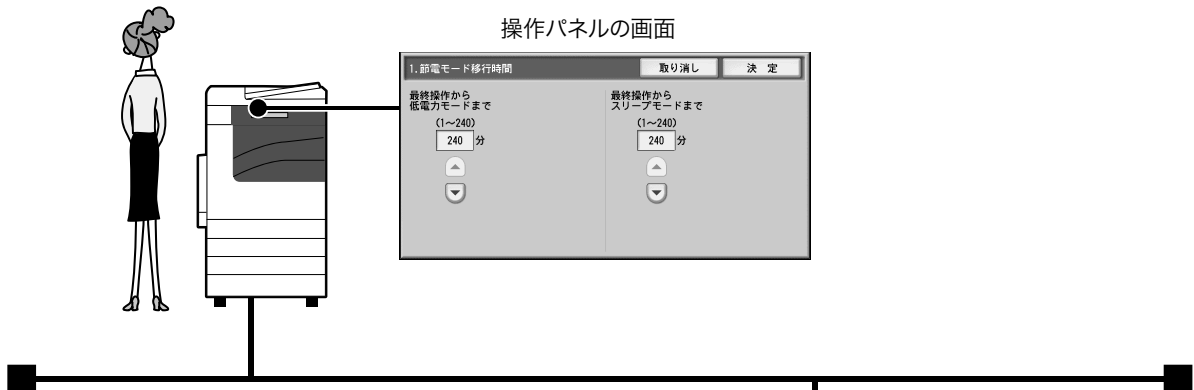 操作パネルの画面
1.節電モード移行時間
取り消し
決 定
最終操作から
低電力モードまで
(1～240)
240 分
最終操作から
スリープモードまで
(1～240)
240 分